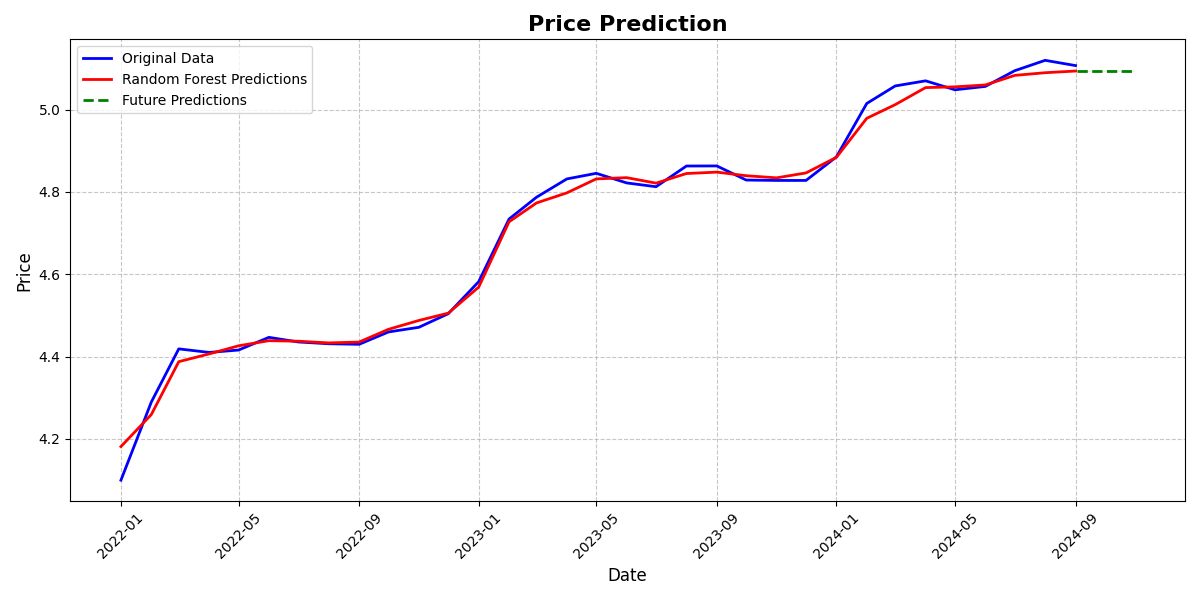 Price Prediction
Original Data
Random Forest Predictions
Future Predictions
Price
5.0
4.8
4.6
4.4
4.2
2022-01
2022-05
2022-09
2023-01
2023-05
2023-09
2024-01
2024-05
2024-09
Date